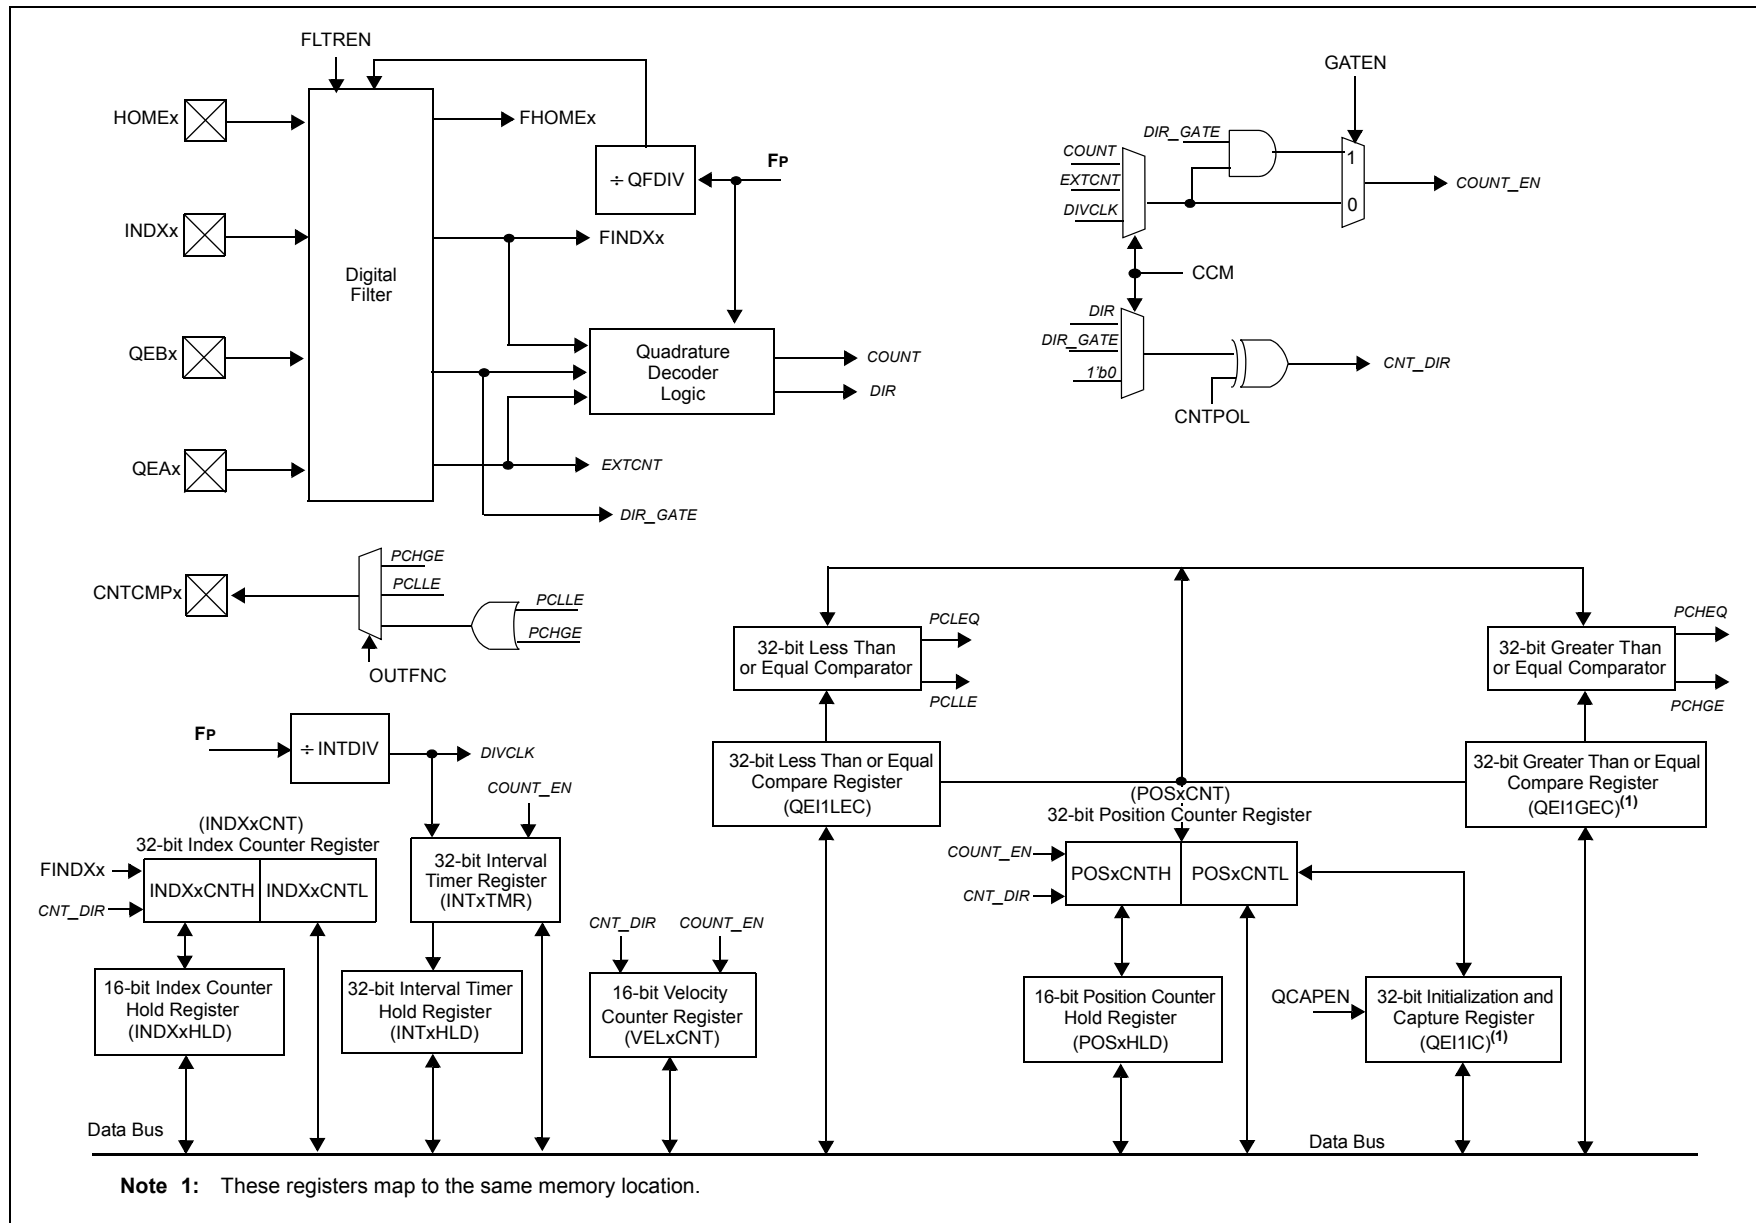 FLTREN
HOMEx
FHOMEx
÷ QFDIV
FP
INDXx
FINDXx
Digital
Filter
QEBx
Quadrature
Decoder
Logic
COUNT
DIR
QEAx
EXTCNT
DIR_GATE
GATEN
DIR_GATE
COUNT
EXTCNT
DIVCLK
1
0
COUNT_EN
CCM
DIR
DIR_GATE
1'b0
CNT_DIR
CNTPOL
CNTCMPx
PCHGE
PCLLE
PCLLE
PCHGE
OUTFNC
32-bit Less Than
or Equal Comparator
PCLEQ
PCLLE
32-bit Greater Than
or Equal Comparator
PCHEQ
PCHGE
FP
÷ INTDIV
DIVCLK
COUNT_EN
32-bit Less Than or Equal
Compare Register
(QEI1LEC)
32-bit Greater Than or Equal
Compare Register
(QEI1GEC)(1)
(POSxCNT)
32-bit Position Counter Register
(INDXxCNT)
32-bit Index Counter Register
FINDXx
CNT_DIR
INDXxCNTH
INDXxCNTL
32-bit Interval
Timer Register
(INTxTMR)
COUNT_EN
CNT_DIR
POSxCNTH
POSxCNTL
CNT_DIR
COUNT_EN
16-bit Index Counter
Hold Register
(INDXxHLD)
32-bit Interval Timer
Hold Register
(INTxHLD)
16-bit Velocity
Counter Register
(VELxCNT)
16-bit Position Counter
Hold Register
(POSxHLD)
QCAPEN
32-bit Initialization and
Capture Register
(QEI1IC)(1)
Data Bus
Data Bus
Note 1: These registers map to the same memory location.